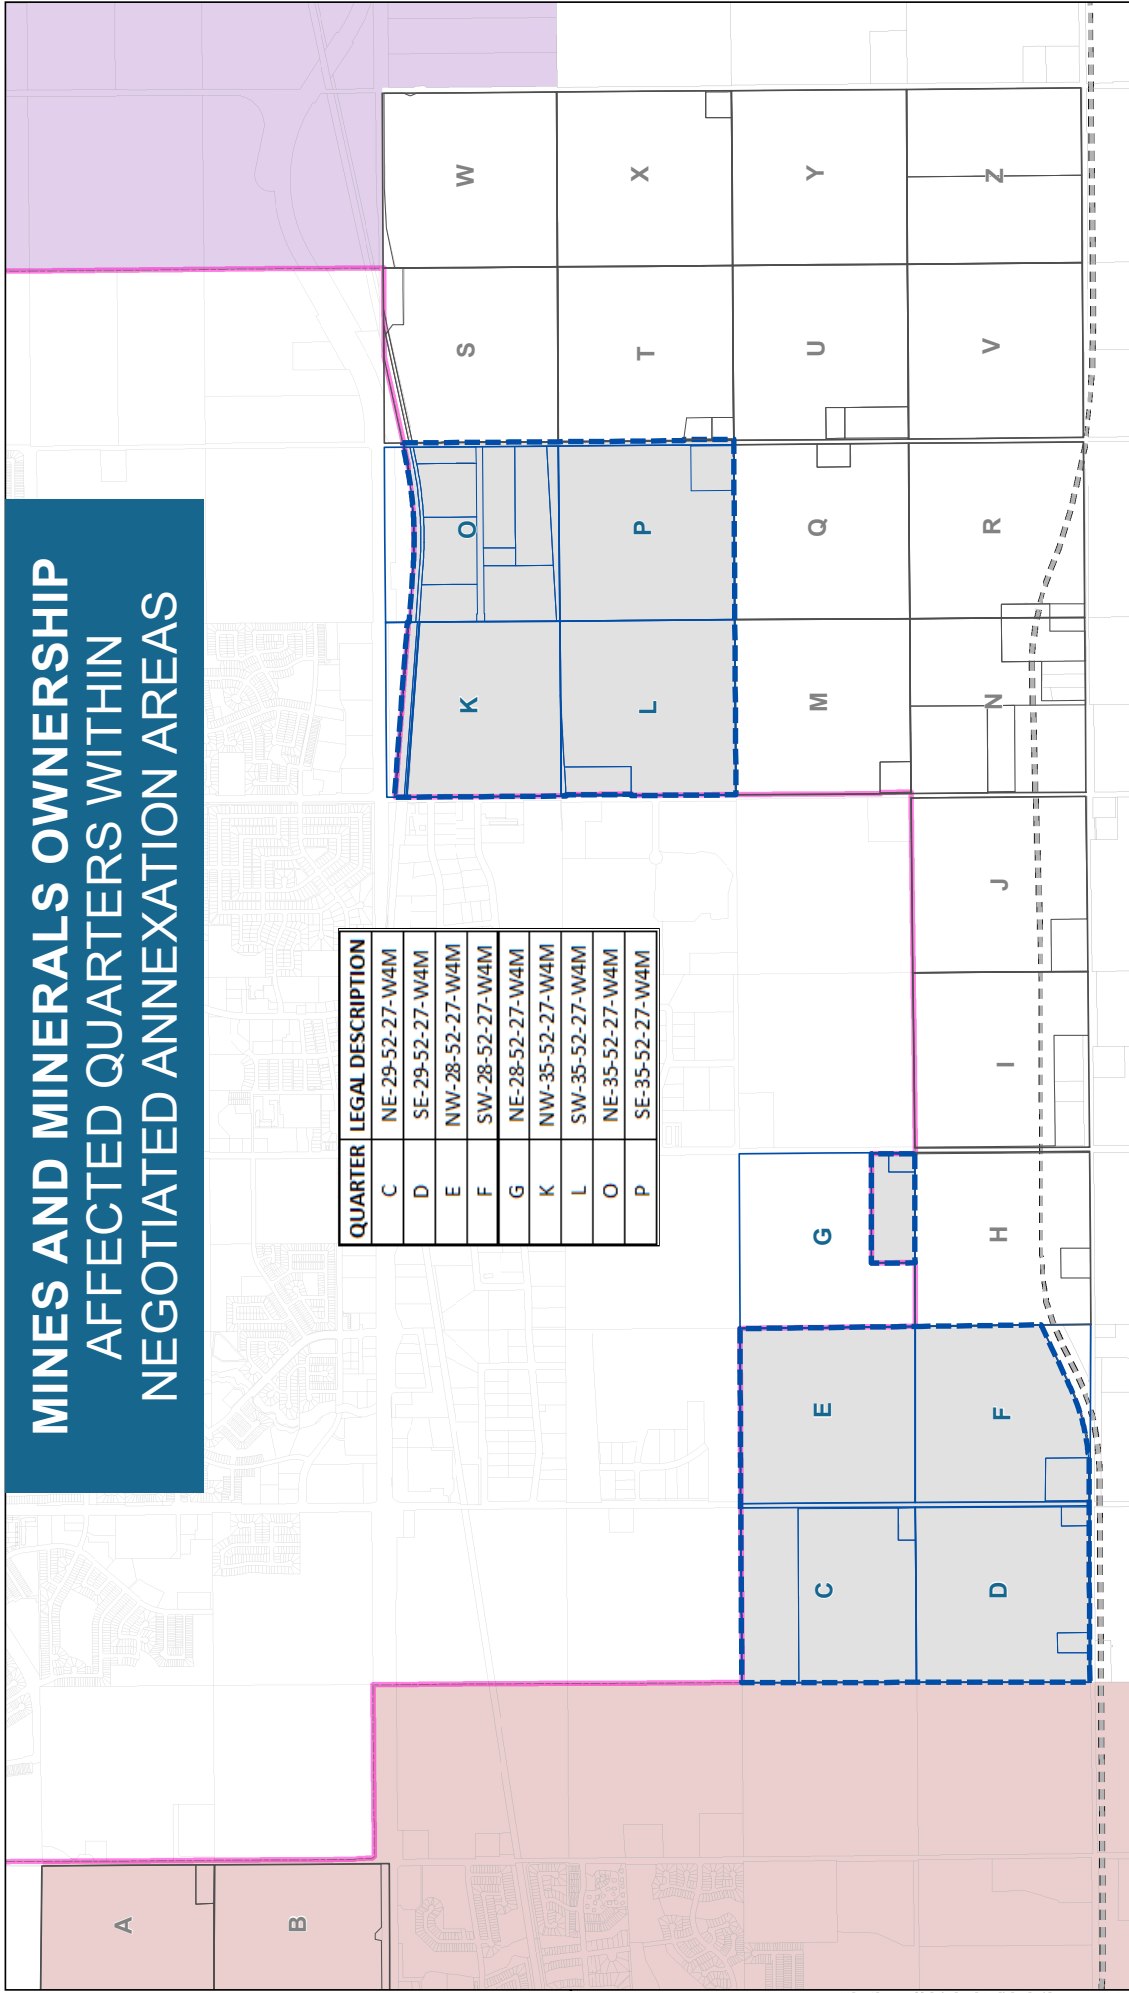 MINES AND MINERALS OWNERSHIP
AFFECTED QUARTERS WITHIN
NEGOTIATED ANNEXATION AREAS
QUARTER LEGAL DESCRIPTION
C NE-29-52-27-W4M
D SE-29-52-27-W4M
E NW-28-52-27-W4M
F SW-28-52-27-W4M
G NE-28-52-27-W4M
K NW-35-52-27-W4M
L SW-35-52-27-W4M
O NE-35-52-27-W4M
P SE-35-52-27-W4M
A
B
C
D
E
F
G
H
I
J
K
L
M
N
O
P
Q
R
S
T
U
V
W
X
Y
Z